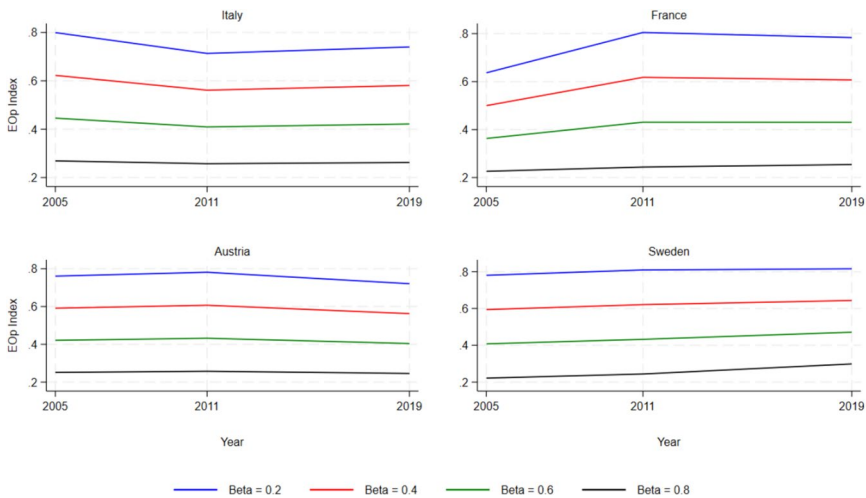 Italy
EOp Index
.8
.6
.4
.2
2005 2011 2019
France
.8
.6
.4
.2
2005 2011 2019
Austria
EOp Index
.8
.6
.4
.2
2005 2011 2019
Year
Sweden
.8
.6
.4
.2
2005 2011 2019
Year
Beta = 0.2 Beta = 0.4 Beta = 0.6 Beta = 0.8